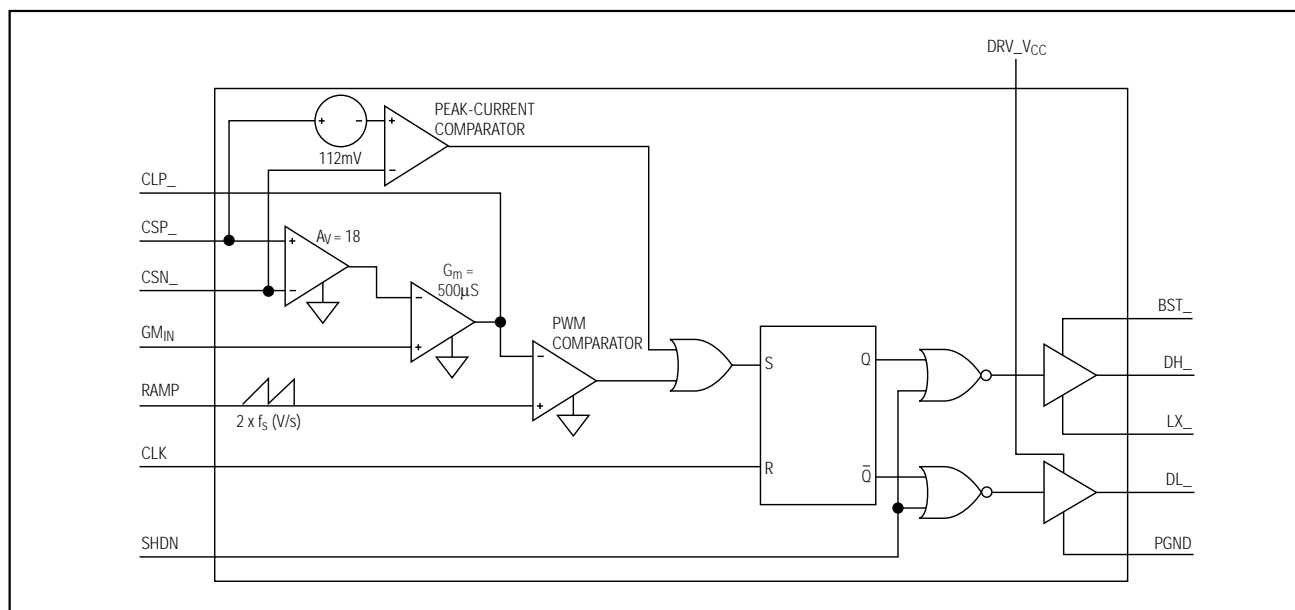 DRV_VCC
PEAK-CURRENT
COMPARATOR
+
-
+
-
112mV
CLP_
CSP_
+
AV = 18
CSN_
-
Gm =
500µS
-
+
GMIN
PWM
COMPARATOR
-
+
RAMP
2 x fS (V/s)
CLK
SHDN
S
R
Q
Q̅
BST_
DH_
LX_
DL_
PGND